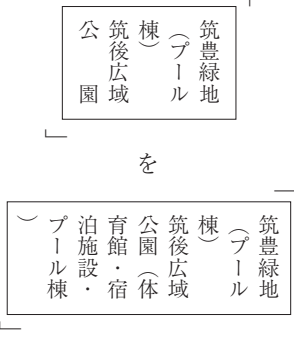 筑豊緑地
（プール
棟）
筑後広域
公園
を
筑豊緑地
（プール
棟）
筑後広域
公園（体
育館・宿
泊施設・
プール棟
）